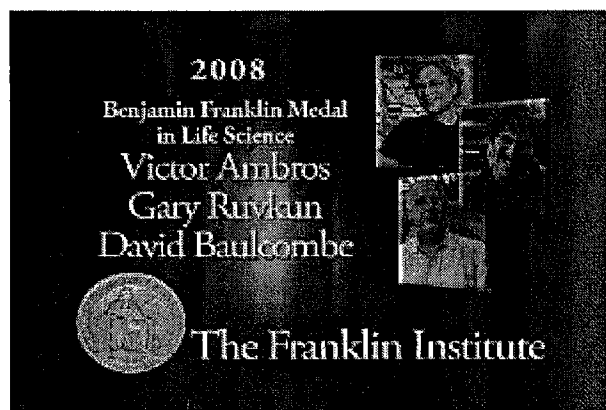 2008
Benjamin Franklin Medal
in Life Science
Victor Ambros
Gary Ruvkun
David Baulcombe
The Franklin Institute